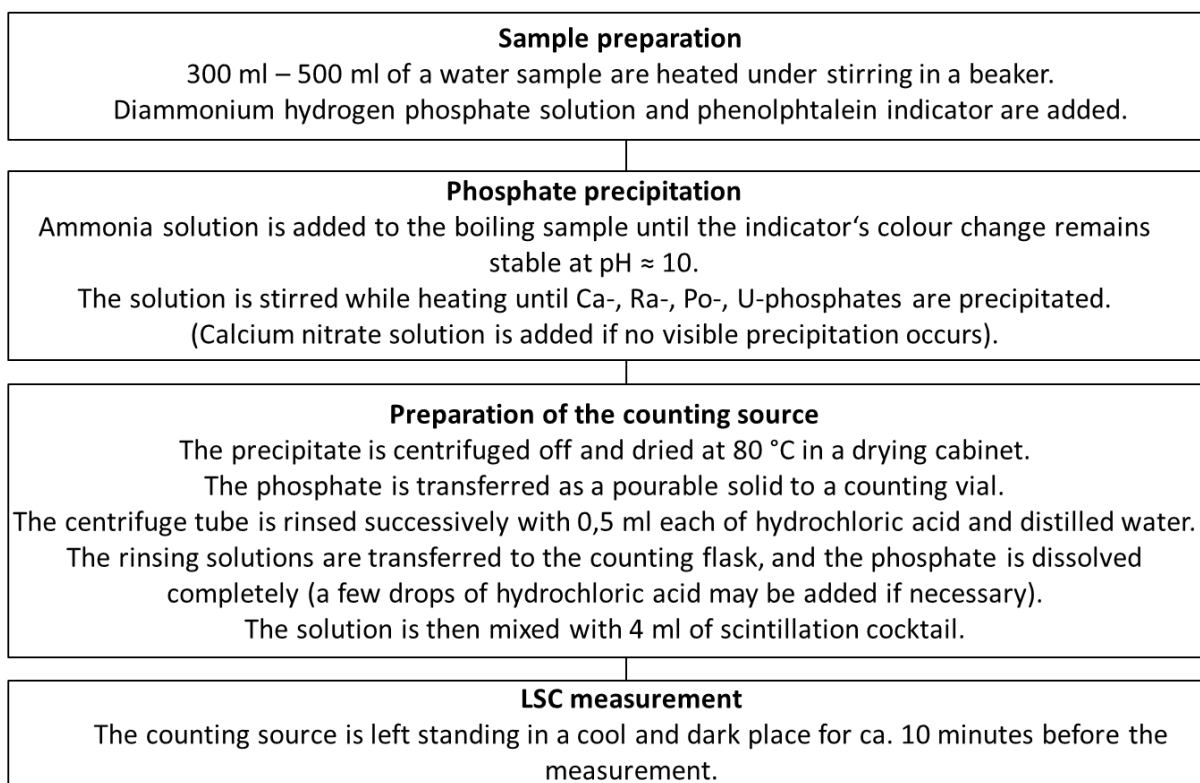 Sample preparation
300 ml – 500 ml of a water sample are heated under stirring in a beaker.
Diammonium hydrogen phosphate solution and phenolphtalein indicator are added.
Phosphate precipitation
Ammonia solution is added to the boiling sample until the indicator‘s colour change remains
stable at pH ≈ 10.
The solution is stirred while heating until Ca-, Ra-, Po-, U-phosphates are precipitated.
(Calcium nitrate solution is added if no visible precipitation occurs).
Preparation of the counting source
The precipitate is centrifuged off and dried at 80 °C in a drying cabinet.
The phosphate is transferred as a pourable solid to a counting vial.
The centrifuge tube is rinsed successively with 0,5 ml each of hydrochloric acid and distilled water.
The rinsing solutions are transferred to the counting flask, and the phosphate is dissolved
completely (a few drops of hydrochloric acid may be added if necessary).
The solution is then mixed with 4 ml of scintillation cocktail.
LSC measurement
The counting source is left standing in a cool and dark place for ca. 10 minutes before the
measurement.